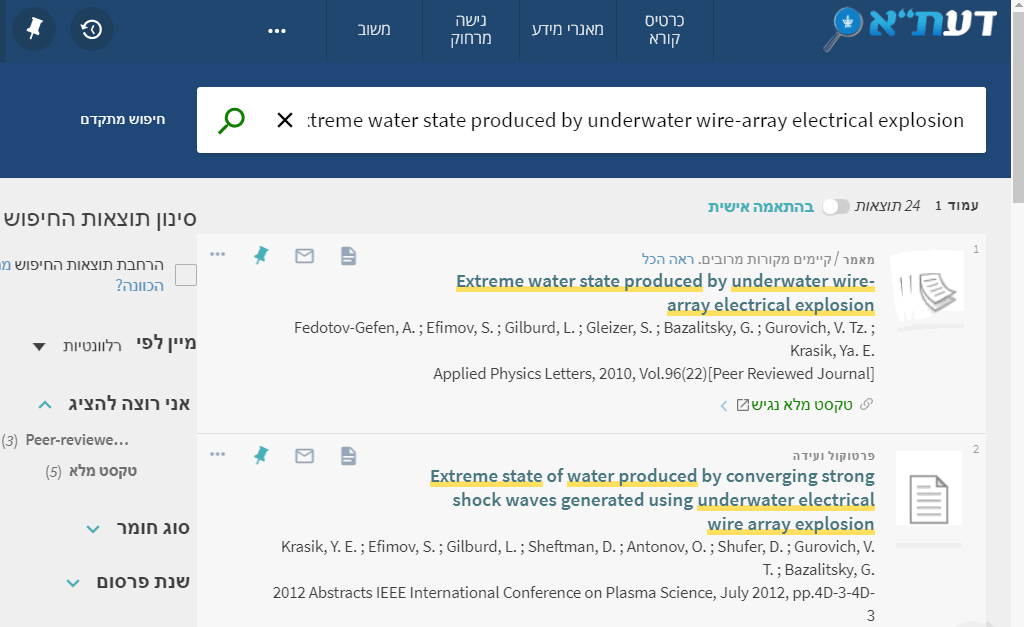 דעת"א
כרטיס קורא
מאגרי מידע
גישה מרחוק
משוב
treme water state produced by underwater wire-array electrical explosion
חיפוש מתקדם
עמוד 1 24 תוצאות בהתאמה אישית
1
מאמר /קיימים מקורות מרובים. ראה הכל
Extreme water state produced by underwater wire-
array electrical explosion
Fedotov-Gefen, A. ; Efimov, S. ; Gilburd, L. ; Gleizer, S. ; Bazalitsky, G. ; Gurovich, V. Tz. ;
Krasik, Ya. E.
Applied Physics Letters, 2010, Vol.96(22)[Peer Reviewed Journal]
טקסט מלא נגיש
2
פרטוקול ועידה
Extreme state of water produced by converging strong
shock waves generated using underwater electrical
wire array explosion
Krasik, Y. E. ; Efimov, S. ; Gilburd, L. ; Sheftman, D. ; Antonov, O. ; Shufer, D. ; Gurovich, V.
T. ; Bazalitsky, G.
2012 Abstracts IEEE International Conference on Plasma Science, July 2012, pp.4D-3-4D-
3
סינון תוצאות החיפוש
הרחבת תוצאות החיפוש
הכוונה?
מיין לפי רלוונטיות
אני רוצה להציג
Peer-reviewe... (3)
טקסט מלא (5)
סוג חומר
שנת פרסום